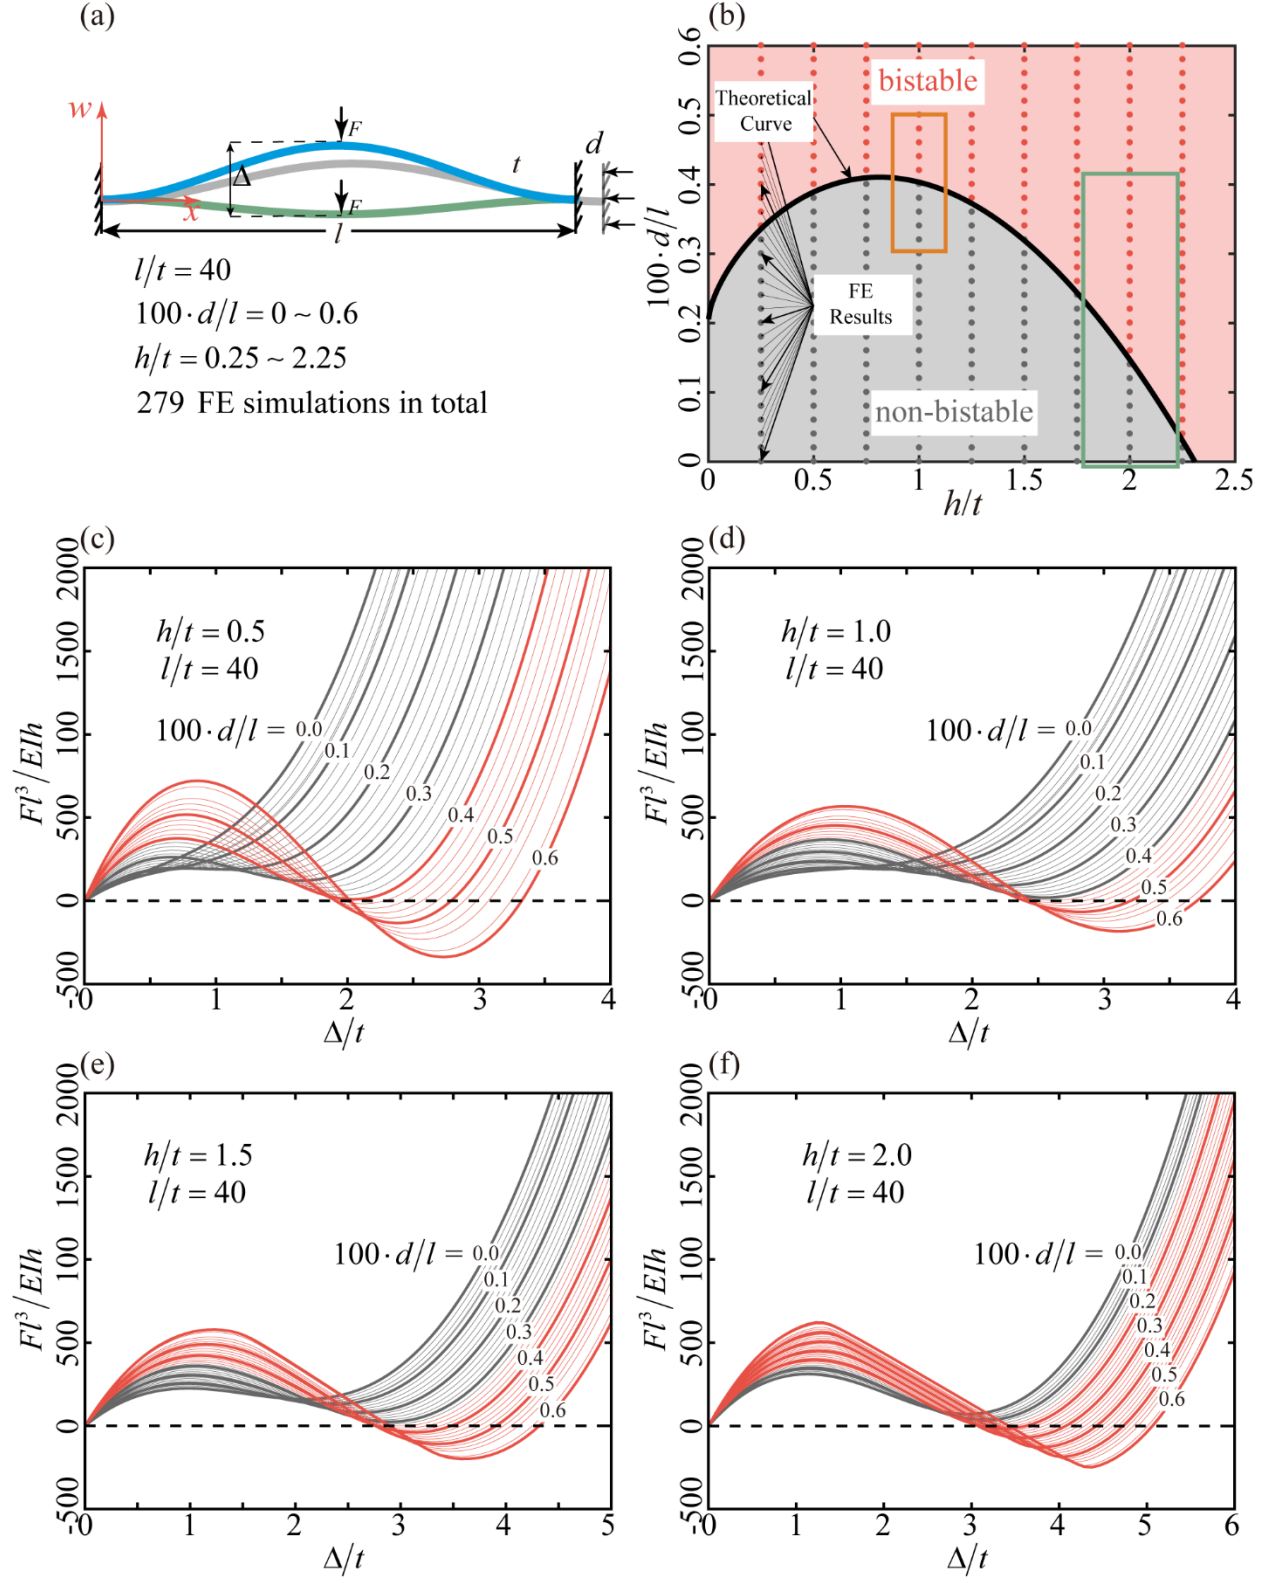 (a)
w
F
Δ
t
d
F
x
l
l/t = 40
100·d/l = 0 ~ 0.6
h/t = 0.25 ~ 2.25
279 FE simulations in total
(b)
0.6
0.5
0.4
0.3
0.2
0.1
0
100·d/l
bistable
Theoretical
Curve
FE
Results
non-bistable
0 0.5 1 1.5 2 2.5
h/t
(c)
2000
1500
100
500
0
-500
Fl³/EIh
h/t = 0.5
l/t = 40
100·d/l = 0.0
0.1
0.2
0.3
0.4
0.5
0.6
0 1 2 3 4
Δ/t
(d)
2000
1500
100
500
0
-500
Fl³/EIh
h/t = 1.0
l/t = 40
100·d/l = 0.0
0.1
0.2
0.3
0.4
0.5
0.6
0 1 2 3 4
Δ/t
(e)
2000
1500
100
500
0
-500
Fl³/EIh
h/t = 1.5
l/t = 40
100·d/l = 0.0
0.1
0.2
0.3
0.4
0.5
0.6
0 1 2 3 4 5
Δ/t
(f)
2000
1500
100
500
0
-500
Fl³/EIh
h/t = 2.0
l/t = 40
100·d/l = 0.0
0.1
0.2
0.3
0.4
0.5
0.6
0 1 2 3 4 5 6
Δ/t